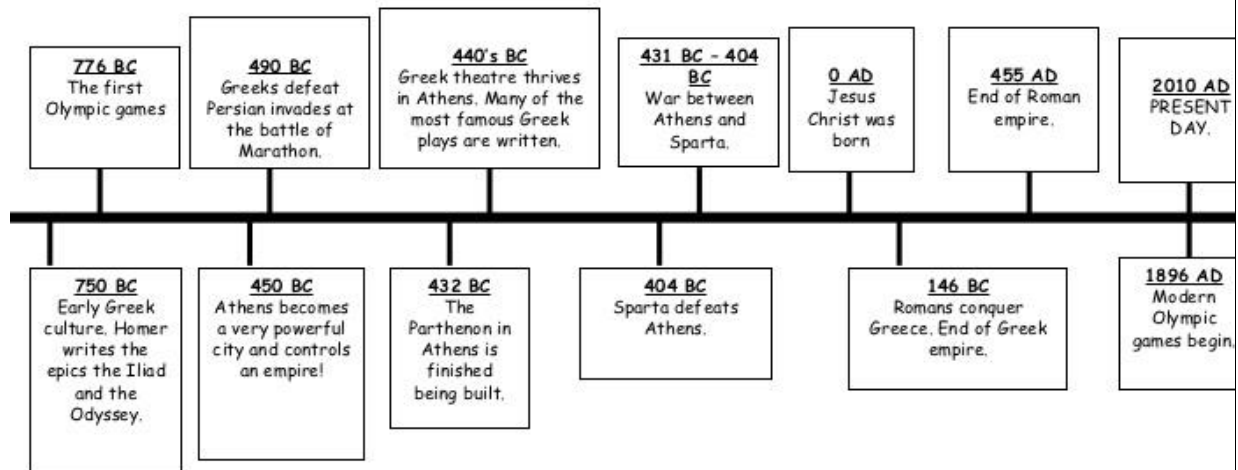 776 BC
The first
Olympic games
490 BC
Greeks defeat
Persian invades at
the battle of
Marathon.
440's BC
Greek theatre thrives
in Athens. Many of the
most famous Greek
plays are written.
431 BC - 404
BC
War between
Athens and
Sparta.
0 AD
Jesus
Christ was
born
455 AD
End of Roman
empire.
2010 AD
PRESENT
DAY.
750 BC
Early Greek
culture. Homer
writes the
epics the Iliad
and the
Odyssey.
450 BC
Athens becomes
a very powerful
city and controls
an empire!
432 BC
The
Parthenon in
Athens is
finished
being built.
404 BC
Sparta defeats
Athens.
146 BC
Romans conquer
Greece. End of Greek
empire.
1896 AD
Modern
Olympic
games begin.